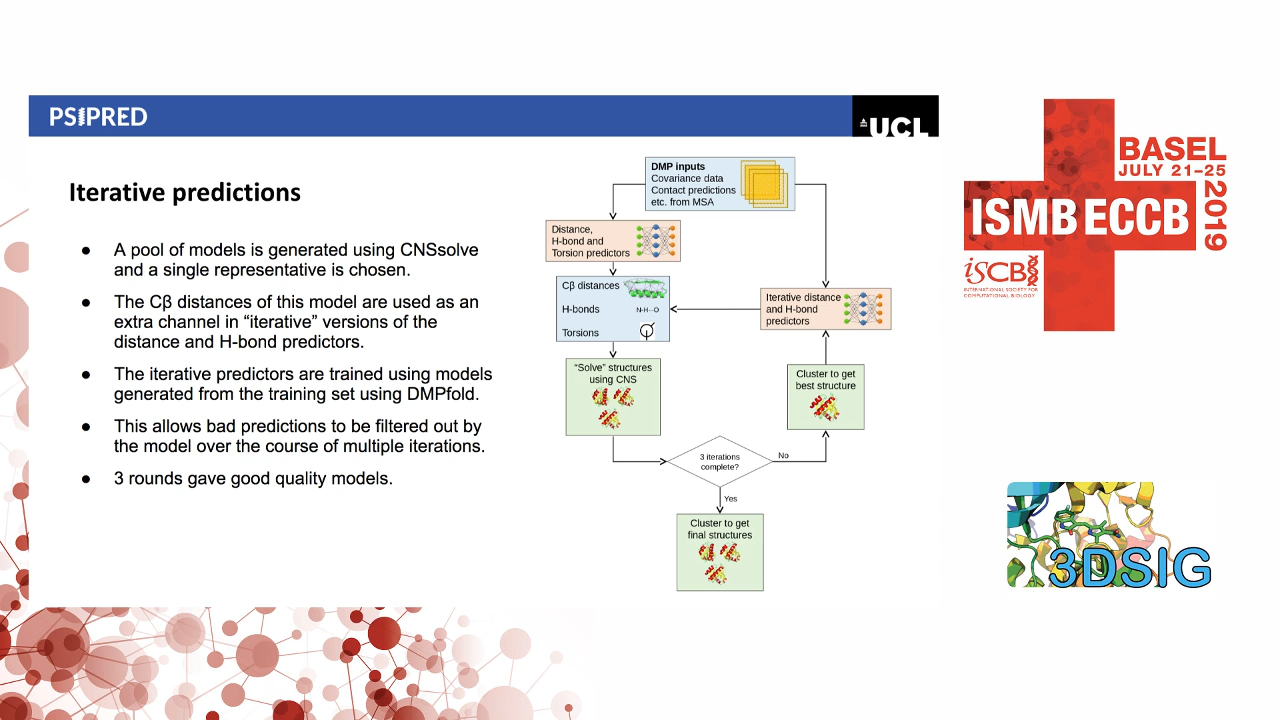 PSIPRED
UCL
Iterative predictions
● A pool of models is generated using CNSsolve
and a single representative is chosen.
● The Cβ distances of this model are used as an
extra channel in “iterative” versions of the
distance and H-bond predictors.
● The iterative predictors are trained using models
generated from the training set using DMPfold.
● This allows bad predictions to be filtered out by
the model over the course of multiple iterations.
● 3 rounds gave good quality models.
DMP inputs
Covariance data
Contact predictions
etc. from MSA
Distance,
H-bond and
Torsion predictors
Cβ distances
H-bonds
N-H···O
Torsions
Iterative distance
and H-bond
predictors
“Solve” structures
using CNS
Cluster to get
best structure
3 iterations
complete?
No
Yes
Cluster to get
final structures
BASEL
JULY 21–25
2019
ISMB ECCB
ISCB
INTERNATIONAL SOCIETY FOR
COMPUTATIONAL BIOLOGY
3DSIG